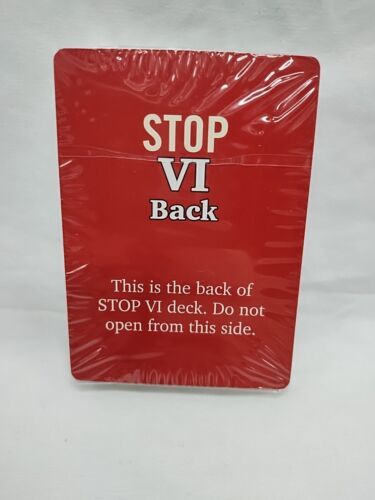 STOP
VI
Back
This is the back of
STOP VI deck. Do not
open from this side.